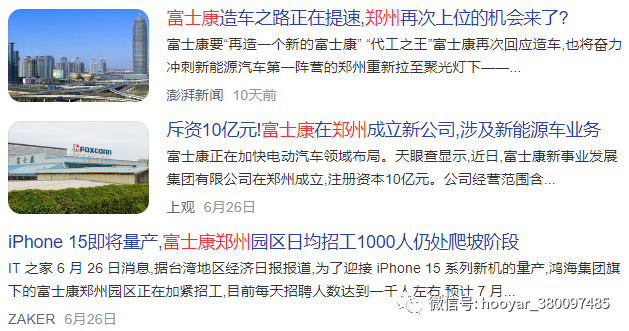 富士康造车之路正在提速,郑州再次上位的机会来了?
富士康要“再造一个新的富士康” “代工之王”富士康再次回应造车,也将奋力
冲刺新能源汽车第一阵营的郑州重新拉至聚光灯下——...
澎湃新闻 10天前
斥资10亿元!富士康在郑州成立新公司,涉及新能源车业务
富士康
FOXCONN
富士康正在加快电动汽车领域布局。天眼查显示,近日,富士康新事业发展
集团有限公司在郑州成立,注册资本10亿元。公司经营范围含...
上观 6月26日
iPhone 15即将量产,富士康郑州园区日均招工1000人仍处爬坡阶段
IT 之家 6 月 26 日消息,据台湾地区经济日报报道,为了迎接 iPhone 15 系列新机的量产,鸿海集团旗
下的富士康郑州园区正在加紧招工,目前每天招聘人数达到一千人左右,预计 7 月...
ZAKER 6月26日
微信号: hooyar_380097485